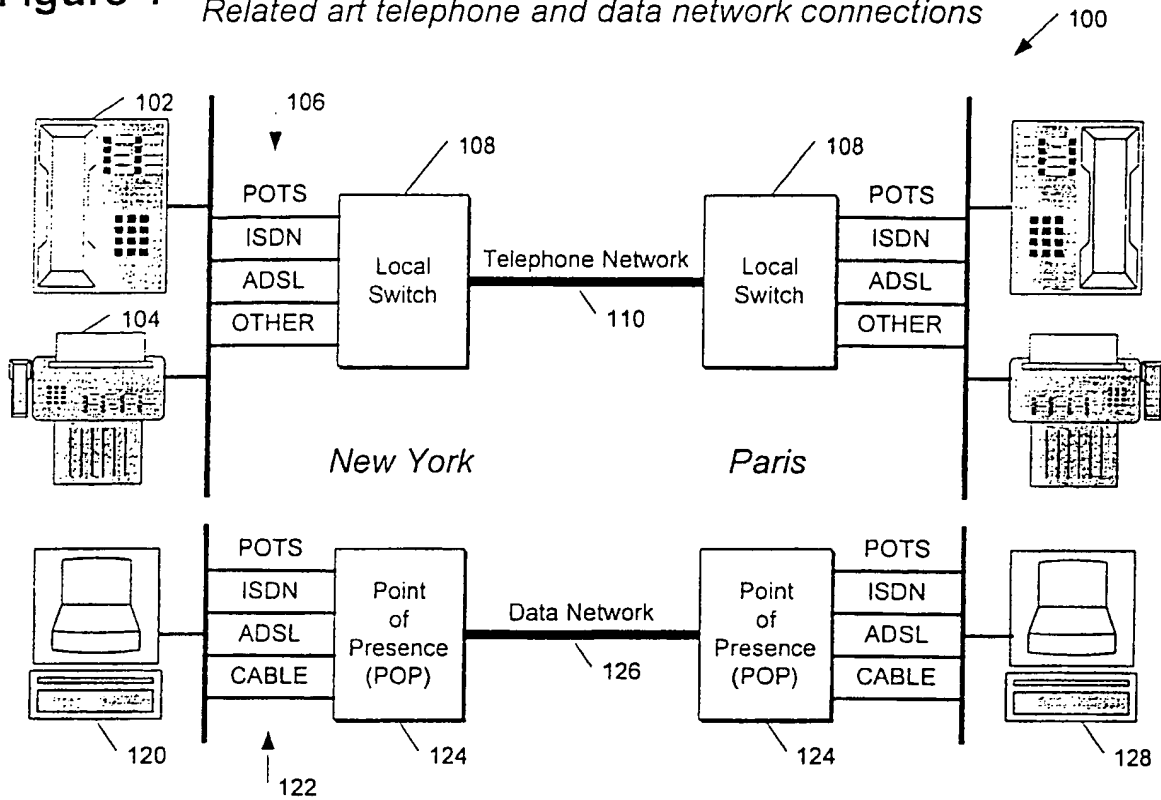 Related art telephone and data network connections
100
102
106
108
108
POTS
ISDN
ADSL
OTHER
Local
Switch
Telephone Network
110
Local
Switch
POTS
ISDN
ADSL
OTHER
104
New York
Paris
POTS
ISDN
ADSL
CABLE
Point
of
Presence
(POP)
Data Network
126
Point
of
Presence
(POP)
POTS
ISDN
ADSL
CABLE
120
122
124
124
128